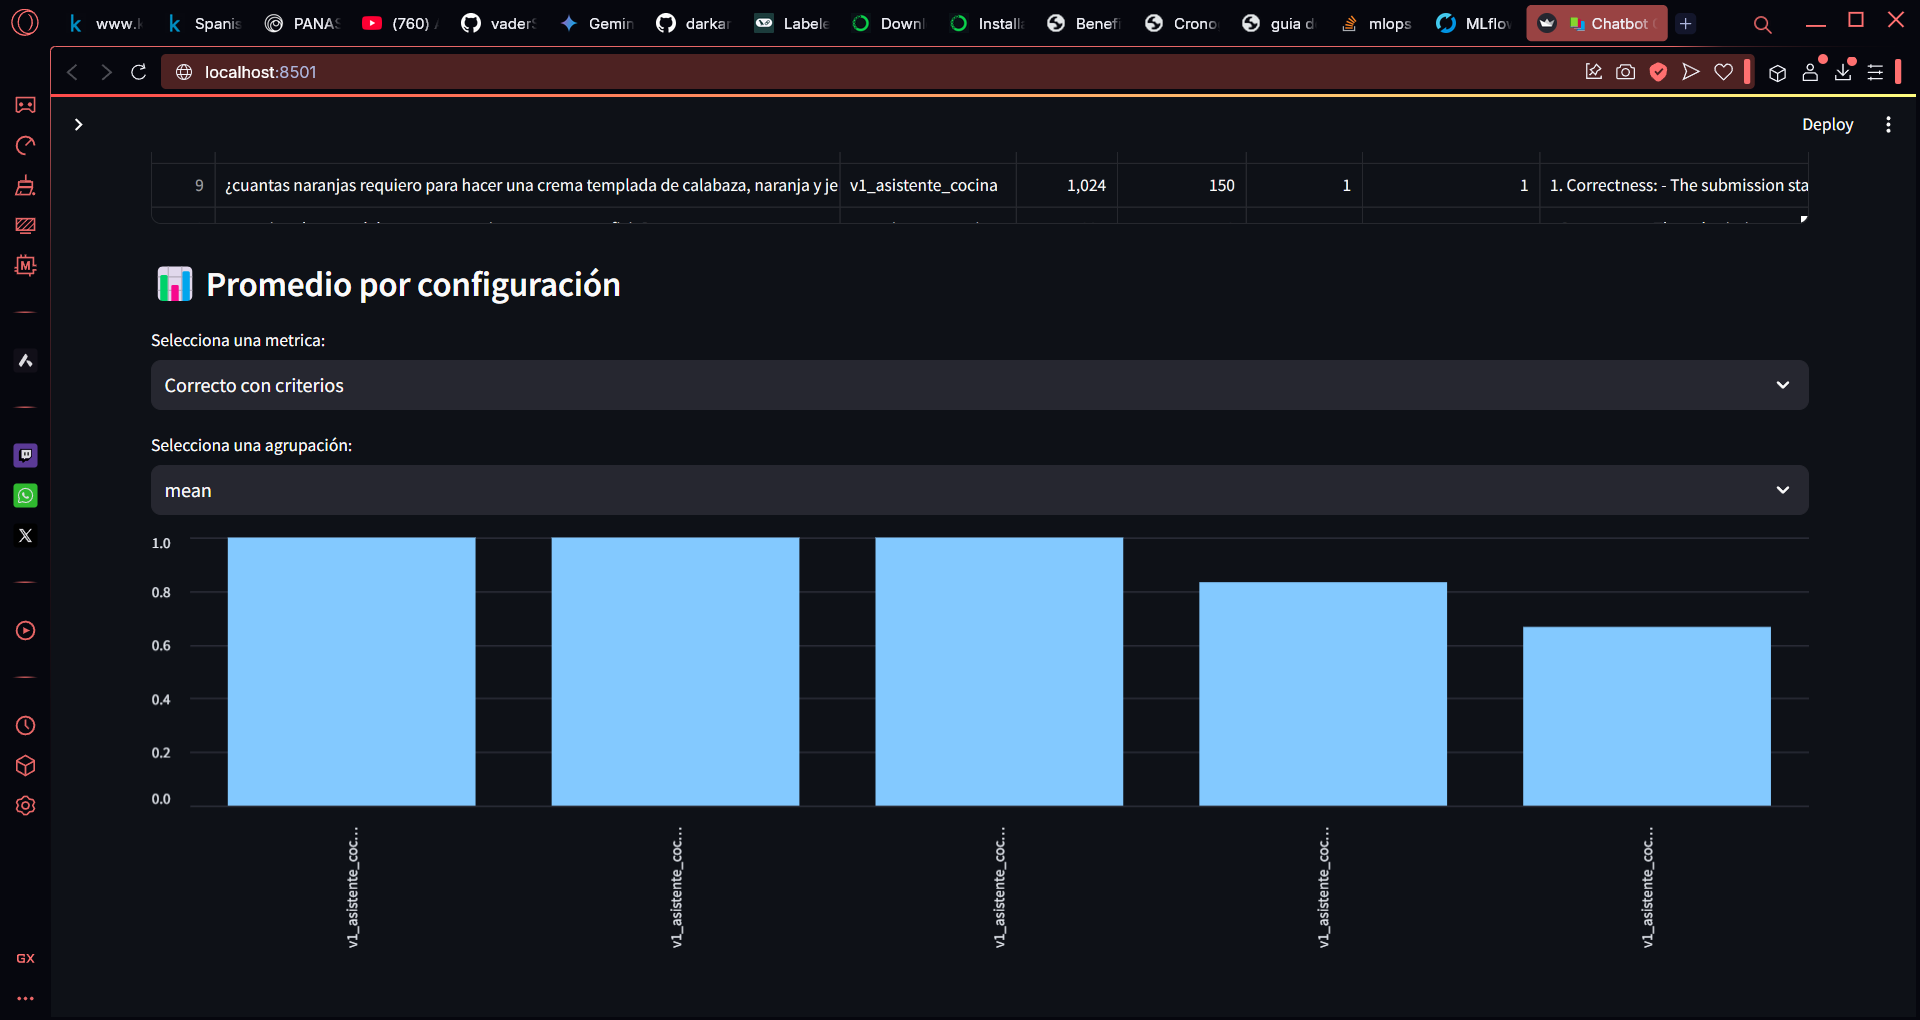 www.k
Spanis
PANAS
(760)
vaderS
Gemin
darkar
Labele
Downl
Installa
Benefi
Crono
guia d
mlops
MLflow
Chatbot
localhost:8501
Deploy
9 ¿cuantas naranjas requiero para hacer una crema templada de calabaza, naranja y je v1_asistente_cocina 1,024 150 1 1 1. Correctness: - The submission sta
Promedio por configuración
Selecciona una metrica:
Correcto con criterios
Selecciona una agrupación:
mean
1.0
0.8
0.6
0.4
0.2
0.0
v1_asistente_coc...
v1_asistente_coc...
v1_asistente_coc...
v1_asistente_coc...
v1_asistente_coc...
GX